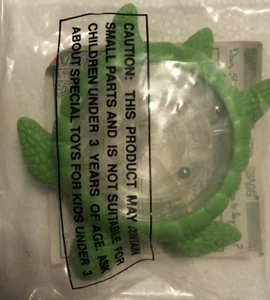 CAUTION: THIS PRODUCT MAY CONTAIN
SMALL PARTS AND IS NOT SUITABLE FOR
CHILDREN UNDER 3 YEARS OF AGE. ASK
ABOUT SPECIAL TOYS FOR KIDS UNDER 3.